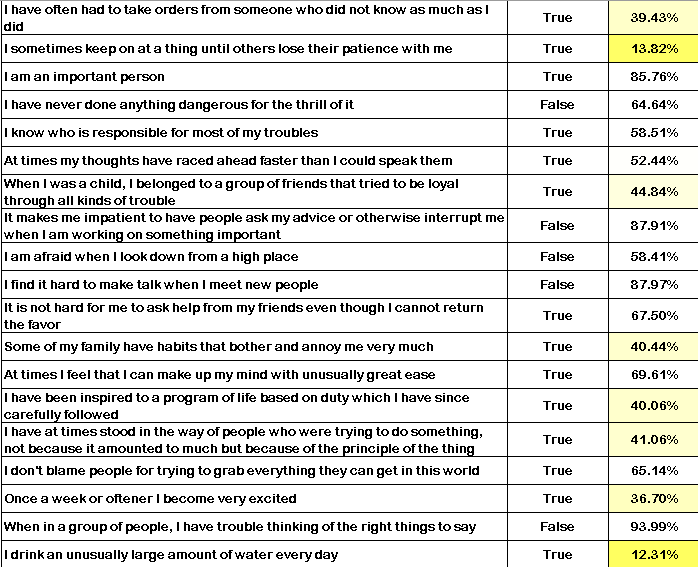 I have often had to take orders from someone who did not know as much as I
did True 39.43%
I sometimes keep on at a thing until others lose their patience with me True 13.82%
I am an important person True 85.76%
I have never done anything dangerous for the thrill of it False 64.64%
I know who is responsible for most of my troubles True 58.51%
At times my thoughts have raced ahead faster than I could speak them True 52.44%
When I was a child, I belonged to a group of friends that tried to be loyal
through all kinds of trouble True 44.84%
It makes me impatient to have people ask my advice or otherwise interrupt me
when I am working on something important False 87.91%
I am afraid when I look down from a high place False 58.41%
I find it hard to make talk when I meet new people False 87.97%
It is not hard for me to ask help from my friends even though I cannot return
the favor True 67.50%
Some of my family have habits that bother and annoy me very much True 40.44%
At times I feel that I can make up my mind with unusually great ease True 69.61%
I have been inspired to a program of life based on duty which I have since
carefully followed True 40.06%
I have at times stood in the way of people who were trying to do something,
not because it amounted to much but because of the principle of the thing True 41.06%
I don't blame people for trying to grab everything they can get in this world True 65.14%
Once a week or oftener I become very excited True 36.70%
When in a group of people, I have trouble thinking of the right things to say False 93.99%
I drink an unusually large amount of water every day True 12.31%